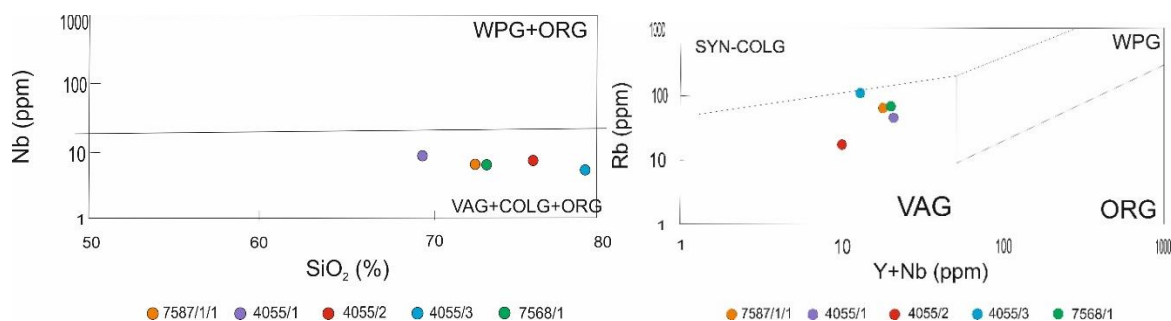 1000
WPG+ORG
100
10
1
Nb (ppm)
VAG+COLG+ORG
50
60
70
80
SiO₂ (%)
7587/1/1
4055/1
4055/2
4055/3
7568/1
1000
SYN-COLG
WPG
100
10
1
Rb (ppm)
VAG
ORG
1
10
100
1000
Y+Nb (ppm)
7587/1/1
4055/1
4055/2
4055/3
7568/1